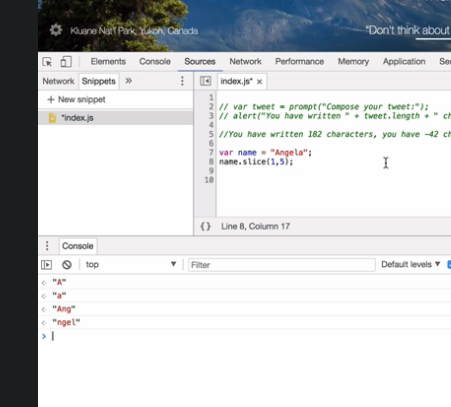 Kluane Nat'l Park, Yukon, Canada
"Don't think about
Elements Console Sources Network Performance Memory Application
Network Snippets » index.js* ×
+ New snippet
*index.js
1
2 // var tweet = prompt("Compose your tweet:");
3 // alert("You have written " + tweet.length + " ch
4
5 //You have written 182 characters, you have -42 ch
6
7 var name = "Angela";
8 name.slice(1,5);
9
10
{} Line 8, Column 17
Console
top ▼ Filter Default levels ▼
"A"
"a"
"Ang"
"ngel"
>